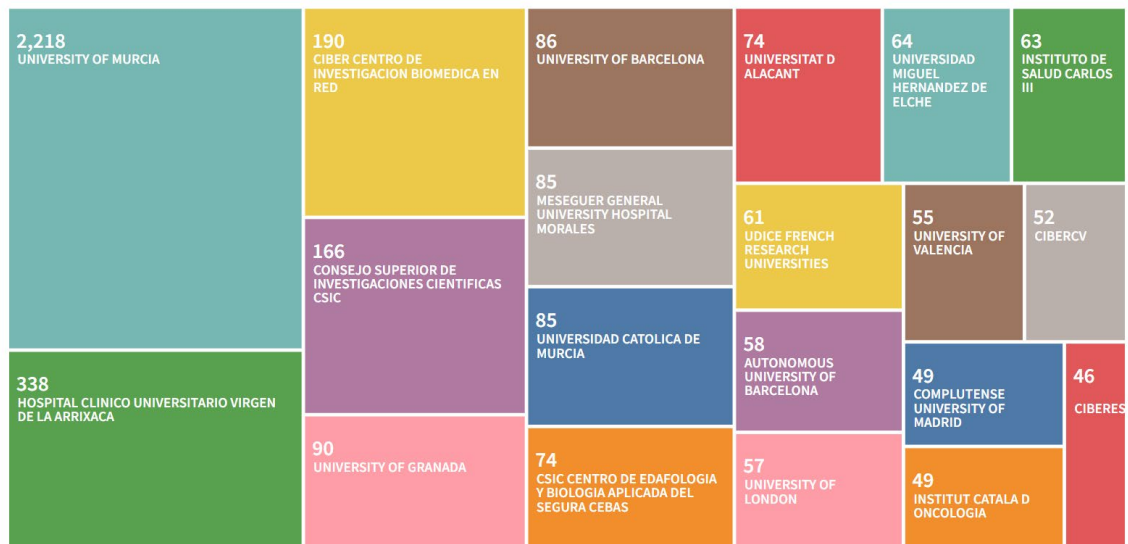 2,218
UNIVERSITY OF MURCIA
338
HOSPITAL CLINICO UNIVERSITARIO VIRGEN
DE LA ARRIXACA
190
CIBER CENTRO DE
INVESTIGACION BIOMEDICA EN
RED
166
CONSEJO SUPERIOR DE
INVESTIGACIONES CIENTIFICAS
CSIC
90
UNIVERSITY OF GRANADA
86
UNIVERSITY OF BARCELONA
85
MESEGUER GENERAL
UNIVERSITY HOSPITAL
MORALES
85
UNIVERSIDAD CATOLICA DE
MURCIA
74
CSIC CENTRO DE EDAFOLOGIA
Y BIOLOGIA APLICADA DEL
SEGURA CEBAS
74
UNIVERSITAT D
ALACANT
64
UNIVERSIDAD
MIGUEL
HERNANDEZ DE
ELCHE
63
INSTITUTO DE
SALUD CARLOS
III
61
UDICE FRENCH
RESEARCH
UNIVERSITIES
58
AUTONOMOUS
UNIVERSITY OF
BARCELONA
57
UNIVERSITY OF
LONDON
55
UNIVERSITY OF
VALENCIA
52
CIBERCV
49
COMPLUTENSE
UNIVERSITY OF
MADRID
49
INSTITUT CATALA D
ONCOLOGIA
46
CIBERES